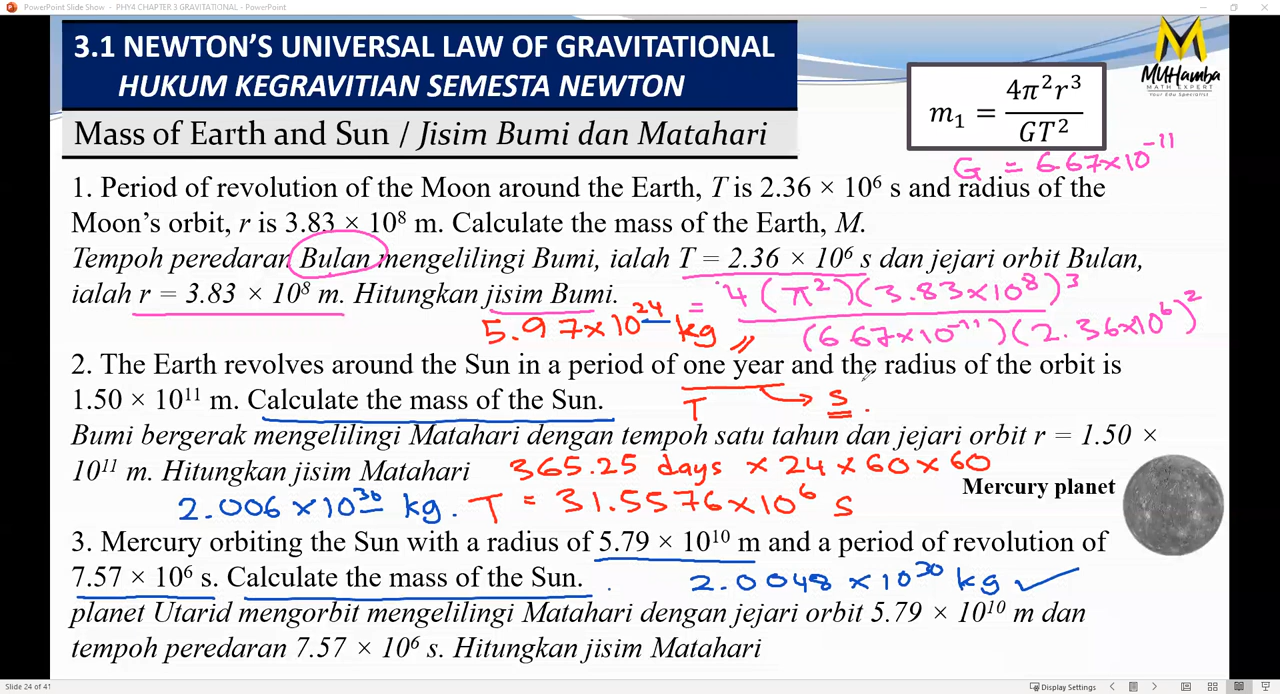 PowerPoint Slide Show - PHY4 CHAPTER 3 GRAVITATIONAL - PowerPoint
3.1 NEWTON'S UNIVERSAL LAW OF GRAVITATIONAL
HUKUM KEGRAVITIAN SEMESTA NEWTON
MUHamba
MATH EXPERT
Your Edu Specialist
Mass of Earth and Sun / Jisim Bumi dan Matahari
m₁ = 4π²r³ / GT²
G = 6.67×10⁻¹¹
1. Period of revolution of the Moon around the Earth, T is 2.36 × 10⁶ s and radius of the
Moon's orbit, r is 3.83 × 10⁸ m. Calculate the mass of the Earth, M.
Tempoh peredaran Bulan mengelilingi Bumi, ialah T = 2.36 × 10⁶ s dan jejari orbit Bulan,
ialah r = 3.83 × 10⁸ m. Hitungkan jisim Bumi.
= 4(π²)(3.83×10⁸)³ / (6.67×10⁻¹¹)(2.36×10⁶)²
5.97×10²⁴ kg
2. The Earth revolves around the Sun in a period of one year and the radius of the orbit is
1.50 × 10¹¹ m. Calculate the mass of the Sun.
T → s.
Bumi bergerak mengelilingi Matahari dengan tempoh satu tahun dan jejari orbit r = 1.50 ×
10¹¹ m. Hitungkan jisim Matahari
365.25 days × 24 × 60 × 60
Mercury planet
2.006 × 10³⁰ kg.
T = 31.5576×10⁶ s
3. Mercury orbiting the Sun with a radius of 5.79 × 10¹⁰ m and a period of revolution of
7.57 × 10⁶ s. Calculate the mass of the Sun.
2.0048 × 10³⁰ kg ✓
planet Utarid mengorbit mengelilingi Matahari dengan jejari orbit 5.79 × 10¹⁰ m dan
tempoh peredaran 7.57 × 10⁶ s. Hitungkan jisim Matahari
Slide 24 of 41
Display Settings